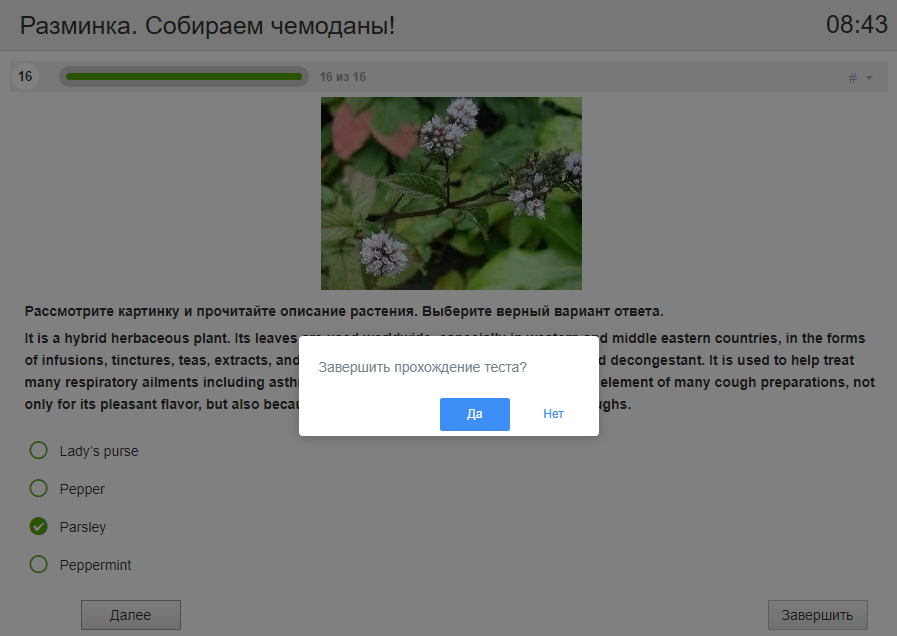 Разминка. Собираем чемоданы!
08:43
16
16 из 16
#
Рассмотрите картинку и прочитайте описание растения. Выберите верный вариант ответа.
It is a hybrid herbaceous plant. Its leaves are used worldwide, especially in western and middle eastern countries, in the forms
of infusions, tinctures, teas, extracts, and d decongestant. It is used to help treat
many respiratory ailments including asth element of many cough preparations, not
only for its pleasant flavor, but also becau ughs.
Завершить прохождение теста?
Да
Нет
Lady's purse
Pepper
Parsley
Peppermint
Далее
Завершить